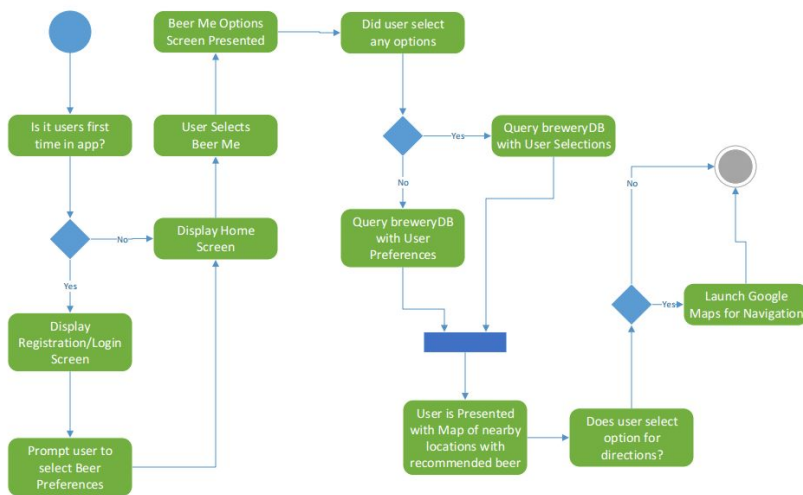 Is it users first
time in app?
No
Yes
Display
Registration/Login
Screen
Prompt user to
select Beer
Preferences
Display Home
Screen
User Selects
Beer Me
Beer Me Options
Screen Presented
Did user select
any options
Yes
No
Query breweryDB
with User Selections
Query breweryDB
with User
Preferences
User is Presented
with Map of nearby
locations with
recommended beer
Does user select
option for
directions?
No
Yes
Launch Google
Maps for Navigation